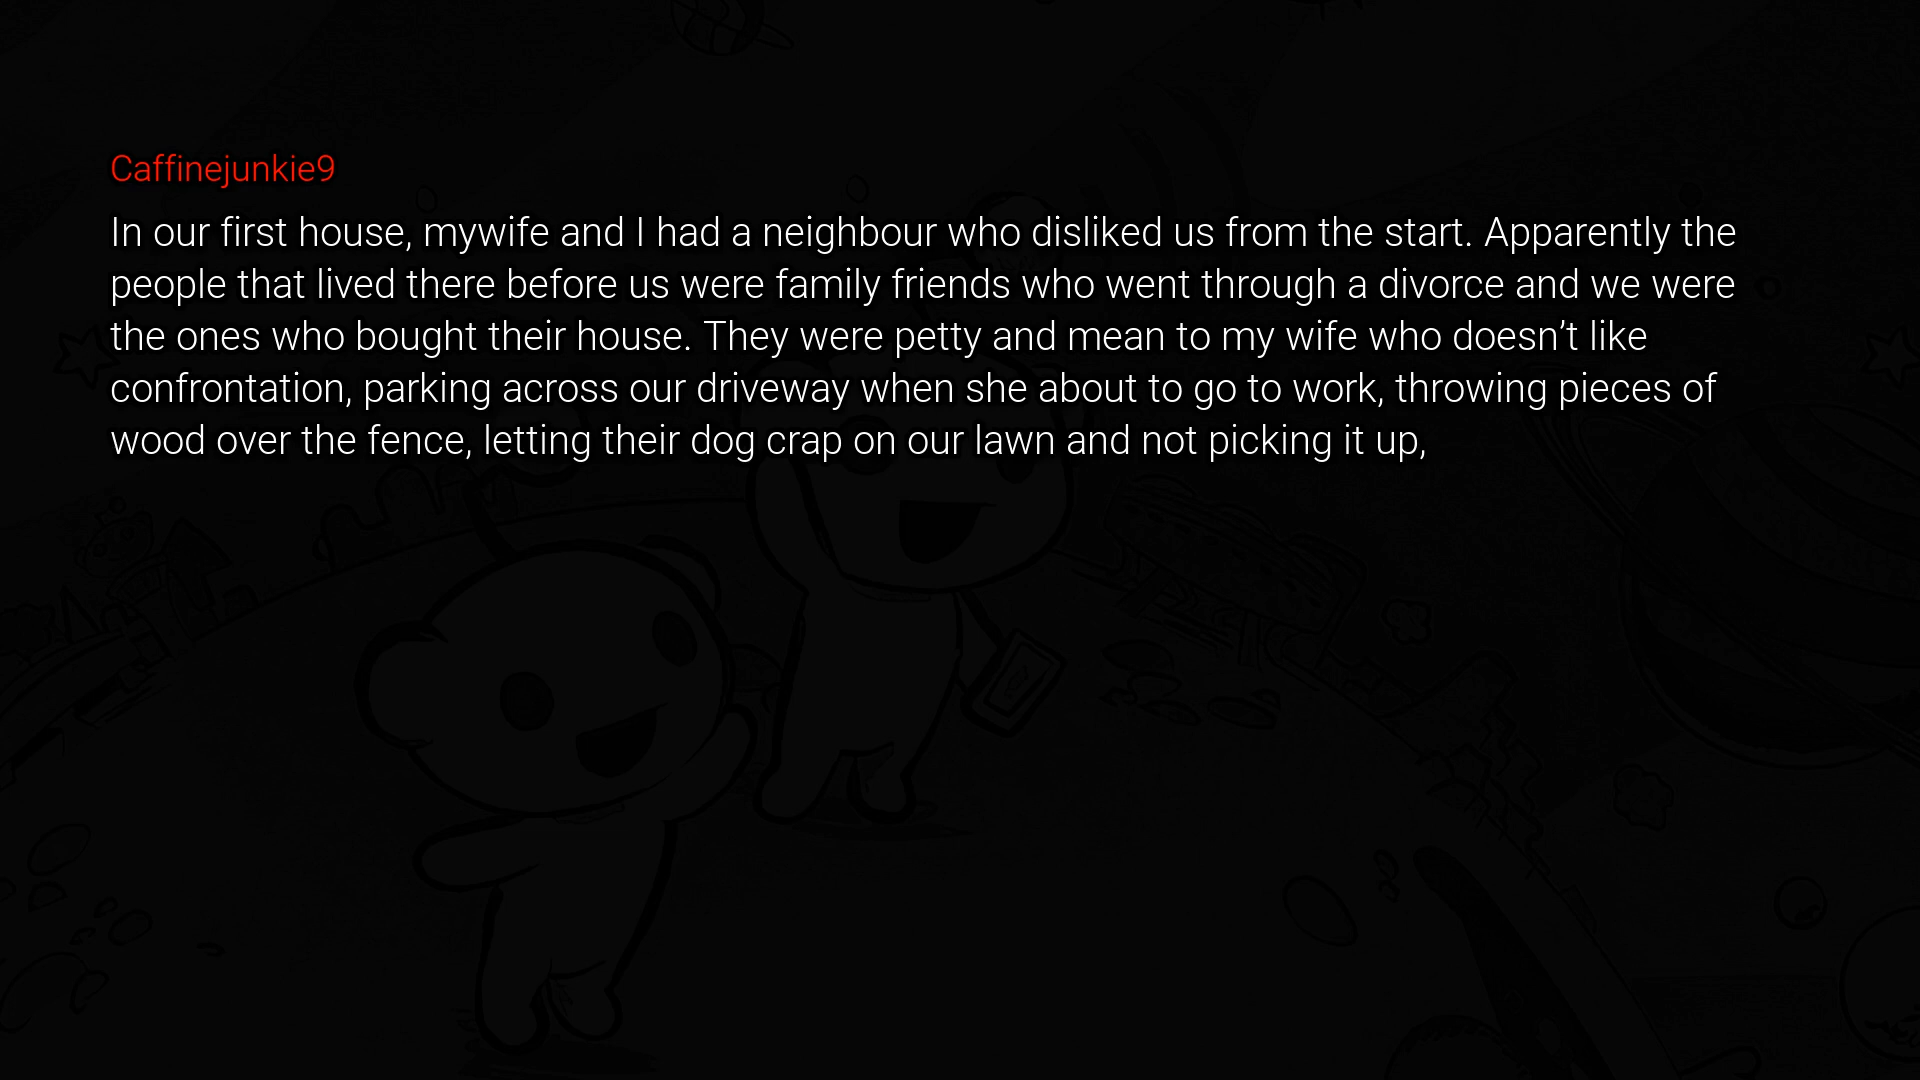 Caffinejunkie9
In our first house, mywife and I had a neighbour who disliked us from the start. Apparently the
people that lived there before us were family friends who went through a divorce and we were
the ones who bought their house. They were petty and mean to my wife who doesn’t like
confrontation, parking across our driveway when she about to go to work, throwing pieces of
wood over the fence, letting their dog crap on our lawn and not picking it up,